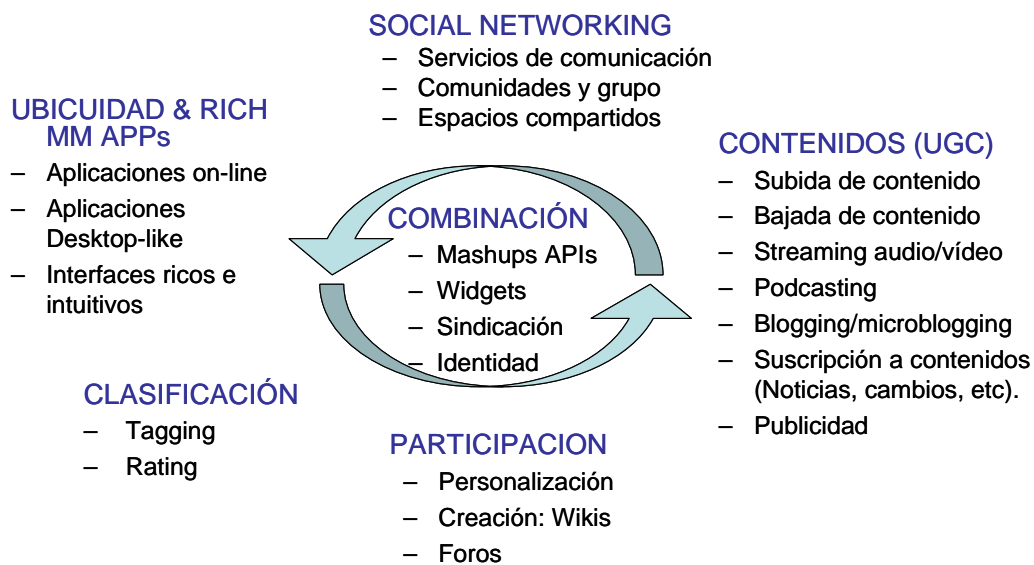 SOCIAL NETWORKING
– Servicios de comunicación
– Comunidades y grupo
– Espacios compartidos
UBICUIDAD & RICH
MM APPs
– Aplicaciones on-line
– Aplicaciones
Desktop-like
– Interfaces ricos e
intuitivos
CONTENIDOS (UGC)
– Subida de contenido
– Bajada de contenido
– Streaming audio/vídeo
– Podcasting
– Blogging/microblogging
– Suscripción a contenidos
(Noticias, cambios, etc).
– Publicidad
COMBINACIÓN
– Mashups APIs
– Widgets
– Sindicación
– Identidad
CLASIFICACIÓN
– Tagging
– Rating
PARTICIPACION
– Personalización
– Creación: Wikis
– Foros